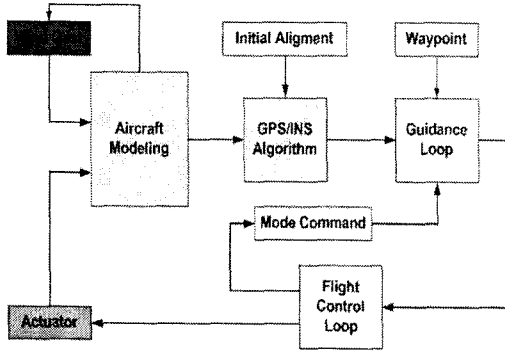 Initial Aligment
Waypoint
Aircraft
Modeling
GPS/INS
Algorithm
Guidance
Loop
Mode Command
Flight
Control
Loop
Actuator